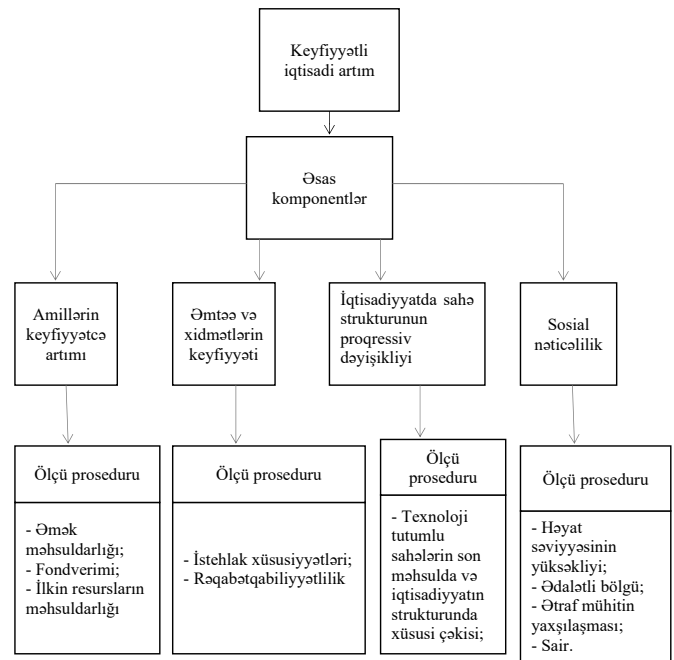 Keyfiyyətli
iqtisadi artım
Əsas
komponentlər
Amillərin
keyfiyyətcə
artımı
Əmtəə və
xidmətlərin
keyfiyyəti
İqtisadiyyatda sahə
strukturunun
proqressiv
dəyişikliyi
Sosial
nəticəlilik
Ölçü proseduru
- Əmək
məhsuldarlığı;
- Fondverimi;
- İlkin resursların
məhsuldarlığı
Ölçü proseduru
- İstehlak xüsusiyyətləri;
- Rəqabətqabiliyyətlilik
Ölçü
proseduru
- Texnoloji
tutumlu
sahələrin son
məhsulda və
iqtisadiyyatın
strukturunda
xüsusi çəkisi;
Ölçü proseduru
- Həyat
səviyyəsinin
yüksəkliyi;
- Ədalətli bölgü;
- Ətraf mühitin
yaxşılaşması;
- Sair.